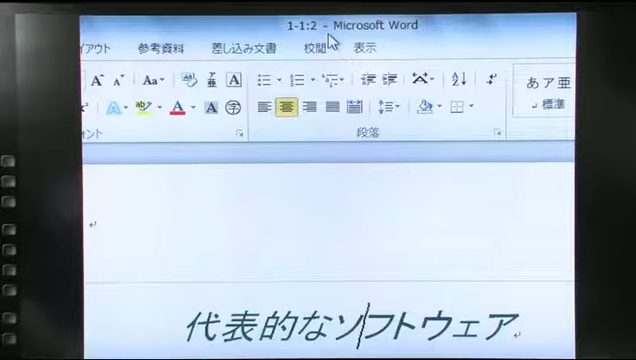 1-1:2 - Microsoft Word
イアウト 参考資料 差し込み文書 校閲 表示
Aa
あア亜
標準
ォント 段落
代表的なソフトウェア